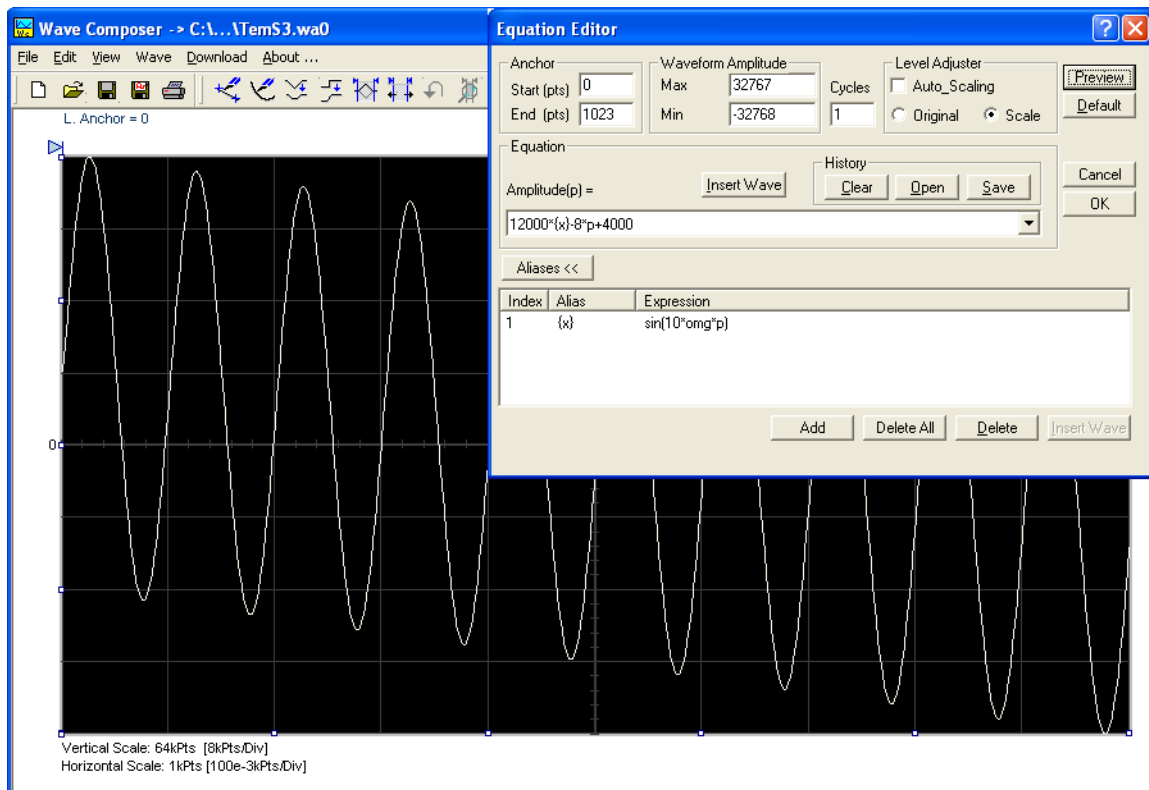 Wave Composer -> C:\...\TemS3.wa0
File Edit View Wave Download About ...
L. Anchor = 0
0
Vertical Scale: 64kPts [8kPts/Div]
Horizontal Scale: 1kPts [100e-3kPts/Div]
Equation Editor
Anchor
Start (pts) 0
End (pts) 1023
Waveform Amplitude
Max 32767
Min -32768
Cycles
1
Level Adjuster
Auto_Scaling
Original Scale
Preview
Default
Cancel
OK
Equation
Amplitude(p) =
Insert Wave
History
Clear Open Save
12000*{x}-8*p+4000
Aliases <<
Index Alias Expression
1 {x} sin(10*omg*p)
Add Delete All Delete Insert Wave